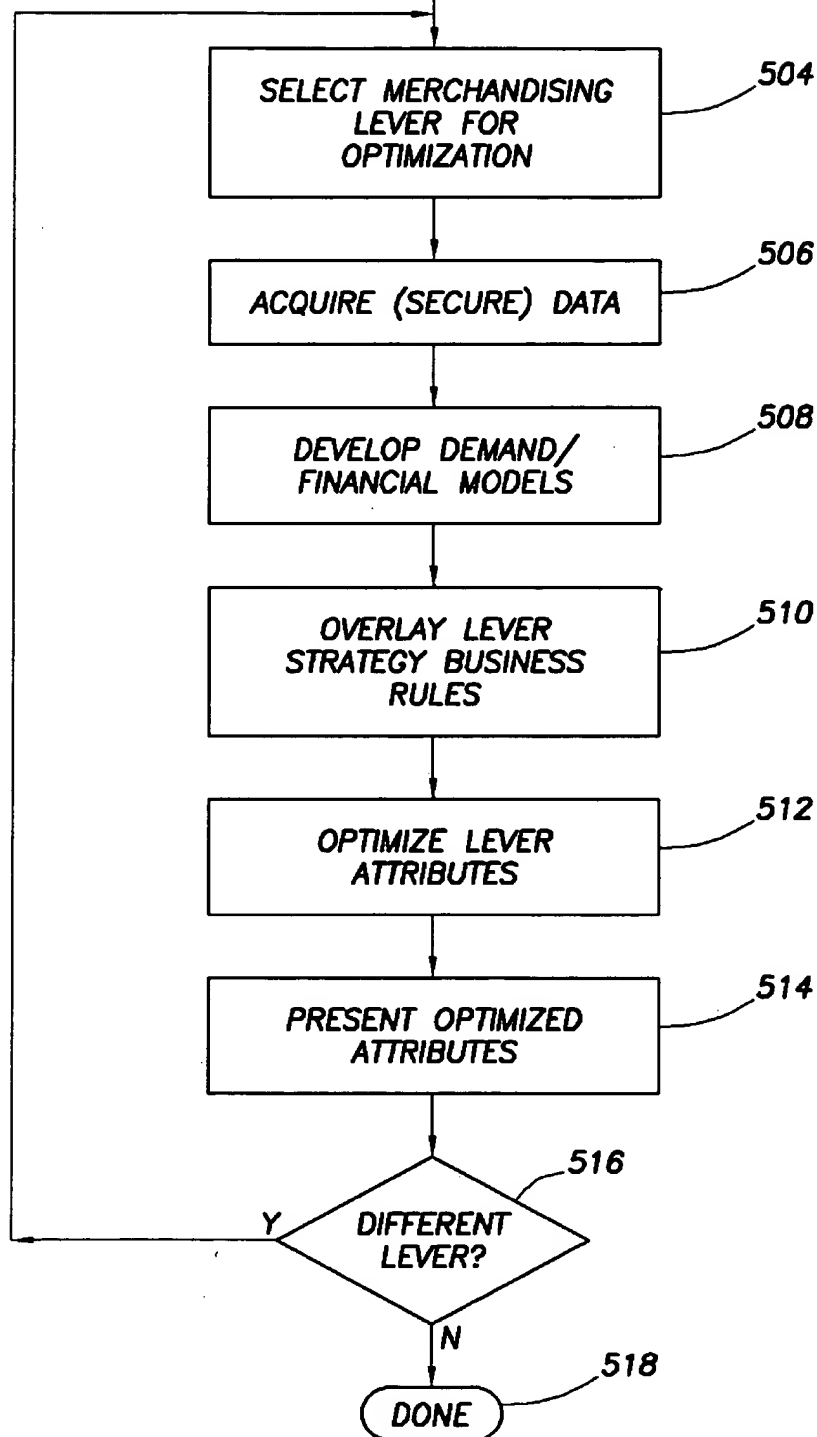 SELECT MERCHANDISING
LEVER FOR
OPTIMIZATION
504
ACQUIRE (SECURE) DATA
506
DEVELOP DEMAND/
FINANCIAL MODELS
508
OVERLAY LEVER
STRATEGY BUSINESS
RULES
510
OPTIMIZE LEVER
ATTRIBUTES
512
PRESENT OPTIMIZED
ATTRIBUTES
514
DIFFERENT
LEVER?
516
Y
N
DONE
518